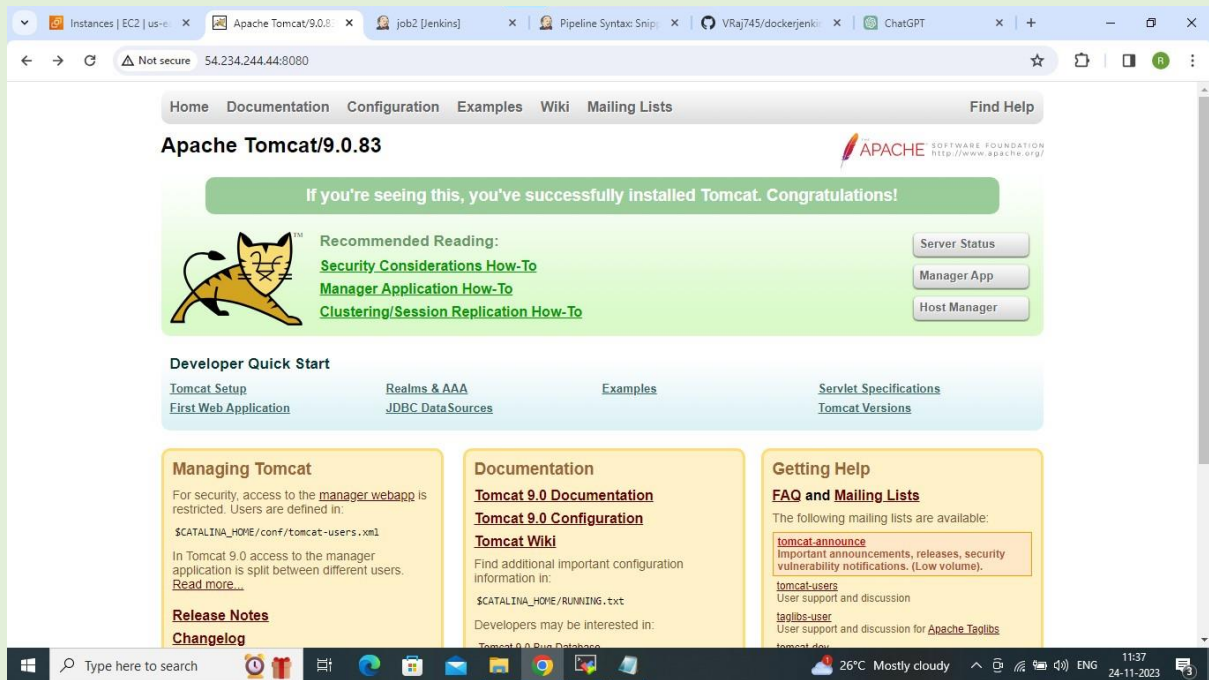 Instances | EC2 | us-e
Apache Tomcat/9.0.8
job2 [Jenkins]
Pipeline Syntax: Snip
VRaj745/dockerjenki
ChatGPT
Not secure 54.234.244.44:8080
R
Home Documentation Configuration Examples Wiki Mailing Lists Find Help
Apache Tomcat/9.0.83
APACHE SOFTWARE FOUNDATION
http://www.apache.org/
If you're seeing this, you've successfully installed Tomcat. Congratulations!
TM
Recommended Reading:
Security Considerations How-To
Manager Application How-To
Clustering/Session Replication How-To
Server Status
Manager App
Host Manager
Developer Quick Start
Tomcat Setup
First Web Application
Realms & AAA
JDBC DataSources
Examples
Servlet Specifications
Tomcat Versions
Managing Tomcat
For security, access to the manager webapp is
restricted. Users are defined in:
$CATALINA_HOME/conf/tomcat-users.xml
In Tomcat 9.0 access to the manager
application is split between different users.
Read more...
Release Notes
Changelog
Documentation
Tomcat 9.0 Documentation
Tomcat 9.0 Configuration
Tomcat Wiki
Find additional important configuration
information in:
$CATALINA_HOME/RUNNING.txt
Developers may be interested in:
Tomcat 9.0 Bug Database
Getting Help
FAQ and Mailing Lists
The following mailing lists are available:
tomcat-announce
Important announcements, releases, security
vulnerability notifications. (Low volume).
tomcat-users
User support and discussion
taglibs-user
User support and discussion for Apache Taglibs
tomcat-dev
Type here to search
26°C Mostly cloudy
ENG
11:37
24-11-2023
3